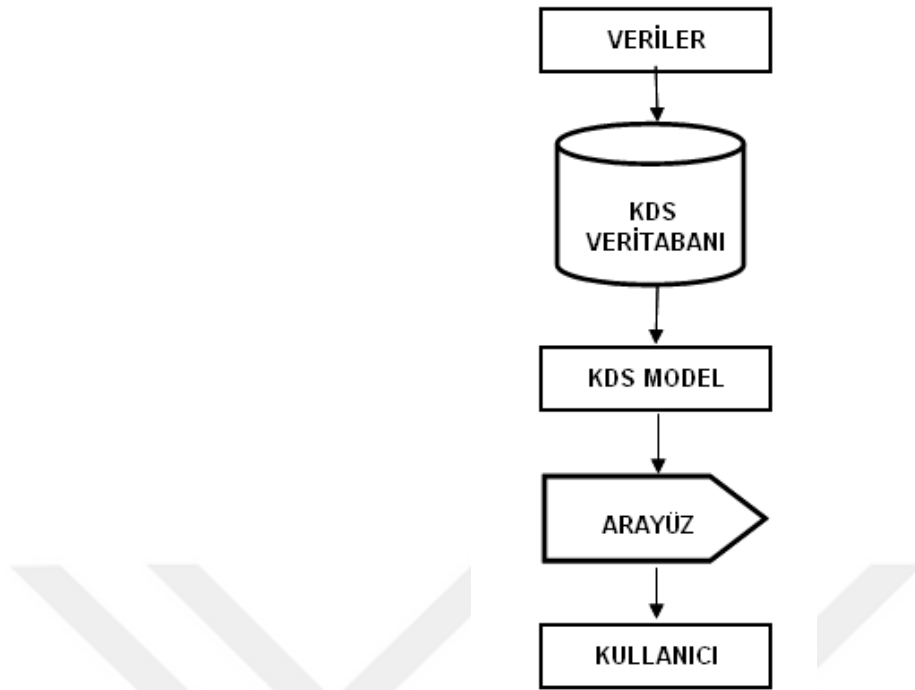 VERİLER
KDS
VERİTABANI
KDS MODEL
ARAYÜZ
KULLANICI